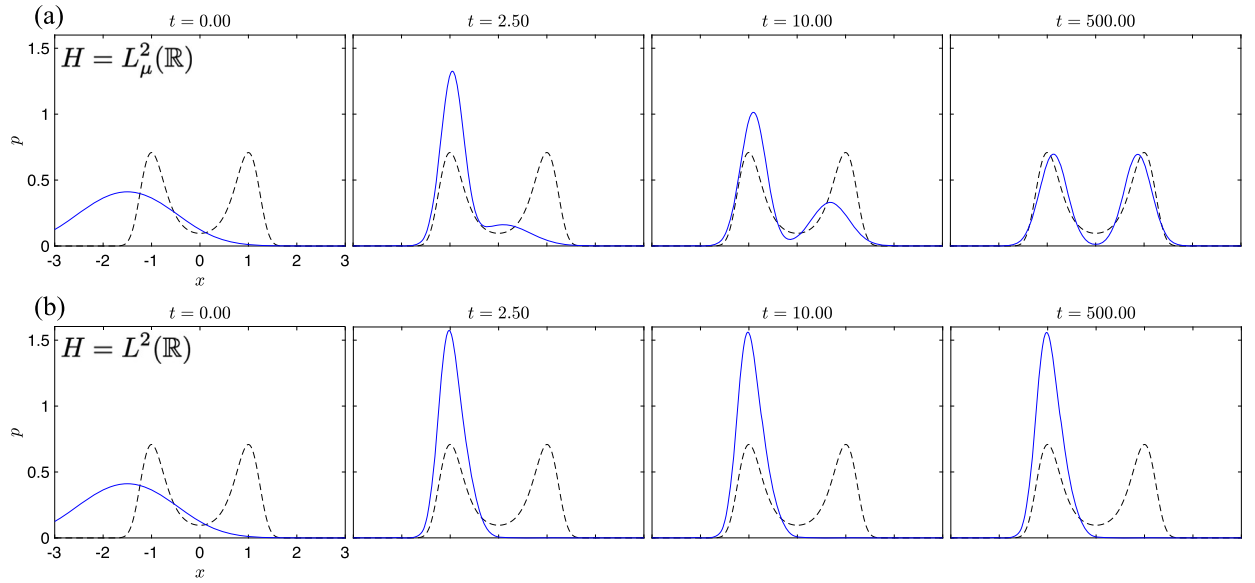 (a)
t = 0.00
t = 2.50
t = 10.00
t = 500.00
H = L²_μ(ℝ)
1.5
1
0.5
0
p
-3 -2 -1 0 1 2 3
x
(b)
t = 0.00
t = 2.50
t = 10.00
t = 500.00
H = L²(ℝ)
1.5
1
0.5
0
p
-3 -2 -1 0 1 2 3
x